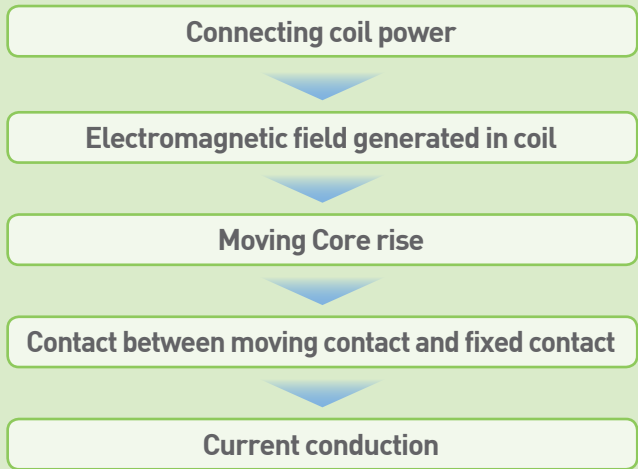 Connecting coil power
Electromagnetic field generated in coil
Moving Core rise
Contact between moving contact and fixed contact
Current conduction